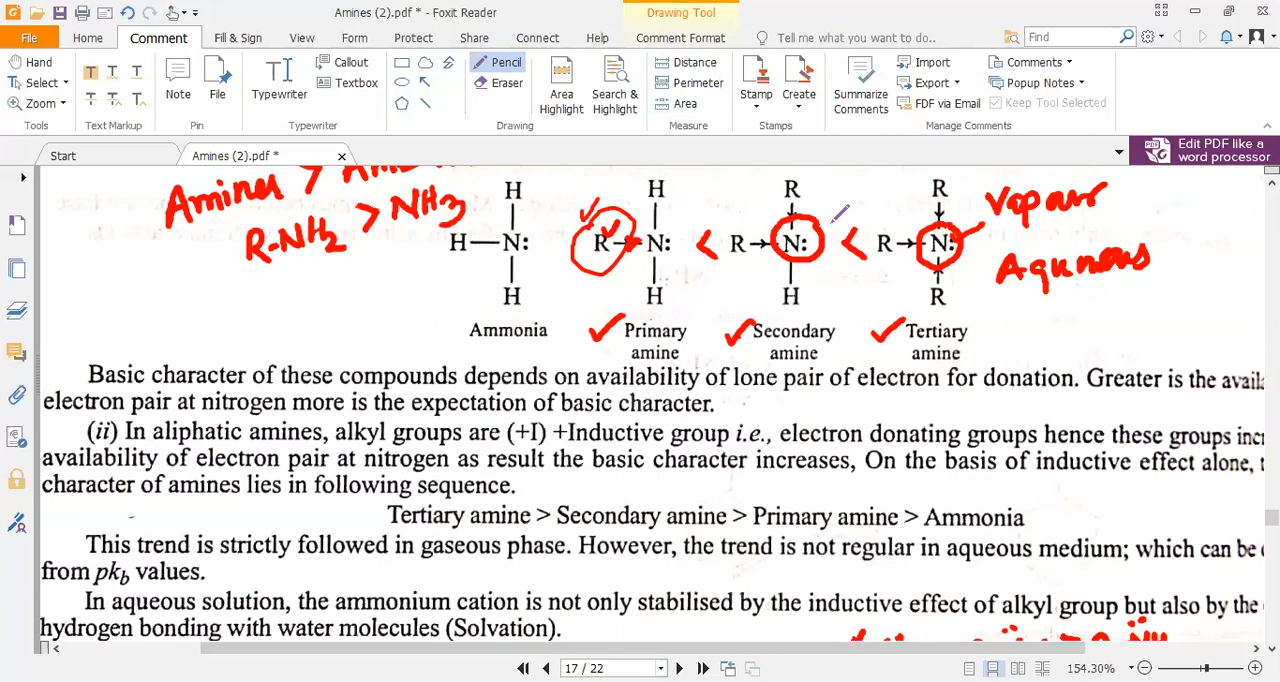 Amines (2).pdf * - Foxit Reader
Drawing Tool
File Home Comment Fill & Sign View Form Protect Share Connect Help Comment Format Tell me what you want to do.. Find
Hand
Select
Zoom
Tools
Text Markup
Note
File
Pin
Typewriter
Callout
Textbox
Typewriter
Pencil
Eraser
Drawing
Area Highlight
Search & Highlight
Distance
Perimeter
Area
Measure
Stamp
Create
Stamps
Summarize Comments
Import
Export
FDF via Email
Comments
Popup Notes
Keep Tool Selected
Manage Comments
Start
Amines (2).pdf *
Edit PDF like a word processor
Amines >
R-NH2 > NH3
H H R R
H—N: R→N: < R→N: < R→N:
H H H R
Vapour
Aqueous
Ammonia
Primary amine
Secondary amine
Tertiary amine
Basic character of these compounds depends on availability of lone pair of electron for donation. Greater is the
electron pair at nitrogen more is the expectation of basic character.
(ii) In aliphatic amines, alkyl groups are (+I) +Inductive group i.e., electron donating groups hence these groups
availability of electron pair at nitrogen as result the basic character increases, On the basis of inductive effect alone,
character of amines lies in following sequence.
Tertiary amine > Secondary amine > Primary amine > Ammonia
This trend is strictly followed in gaseous phase. However, the trend is not regular in aqueous medium; which can be
from pkb values.
In aqueous solution, the ammonium cation is not only stabilised by the inductive effect of alkyl group but also by the
hydrogen bonding with water molecules (Solvation).
17 / 22
154.30%